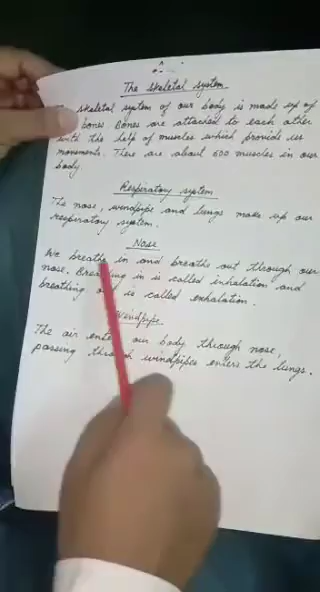 The skeletal system
skeletal system of our body is made up of
bones. Bones are attached to each other
with the help of muscles which provide us
movements. There are about 600 muscles in our
body.
Respiratory system
The nose, windpipe and lungs make up our
respiratory system.
Nose
We breathe in and breathe out through our
nose. Breathing in is called inhalation and
breathing is called exhalation.
Windpipe
The air enters our body through nose,
passing through windpipes enters the lungs.